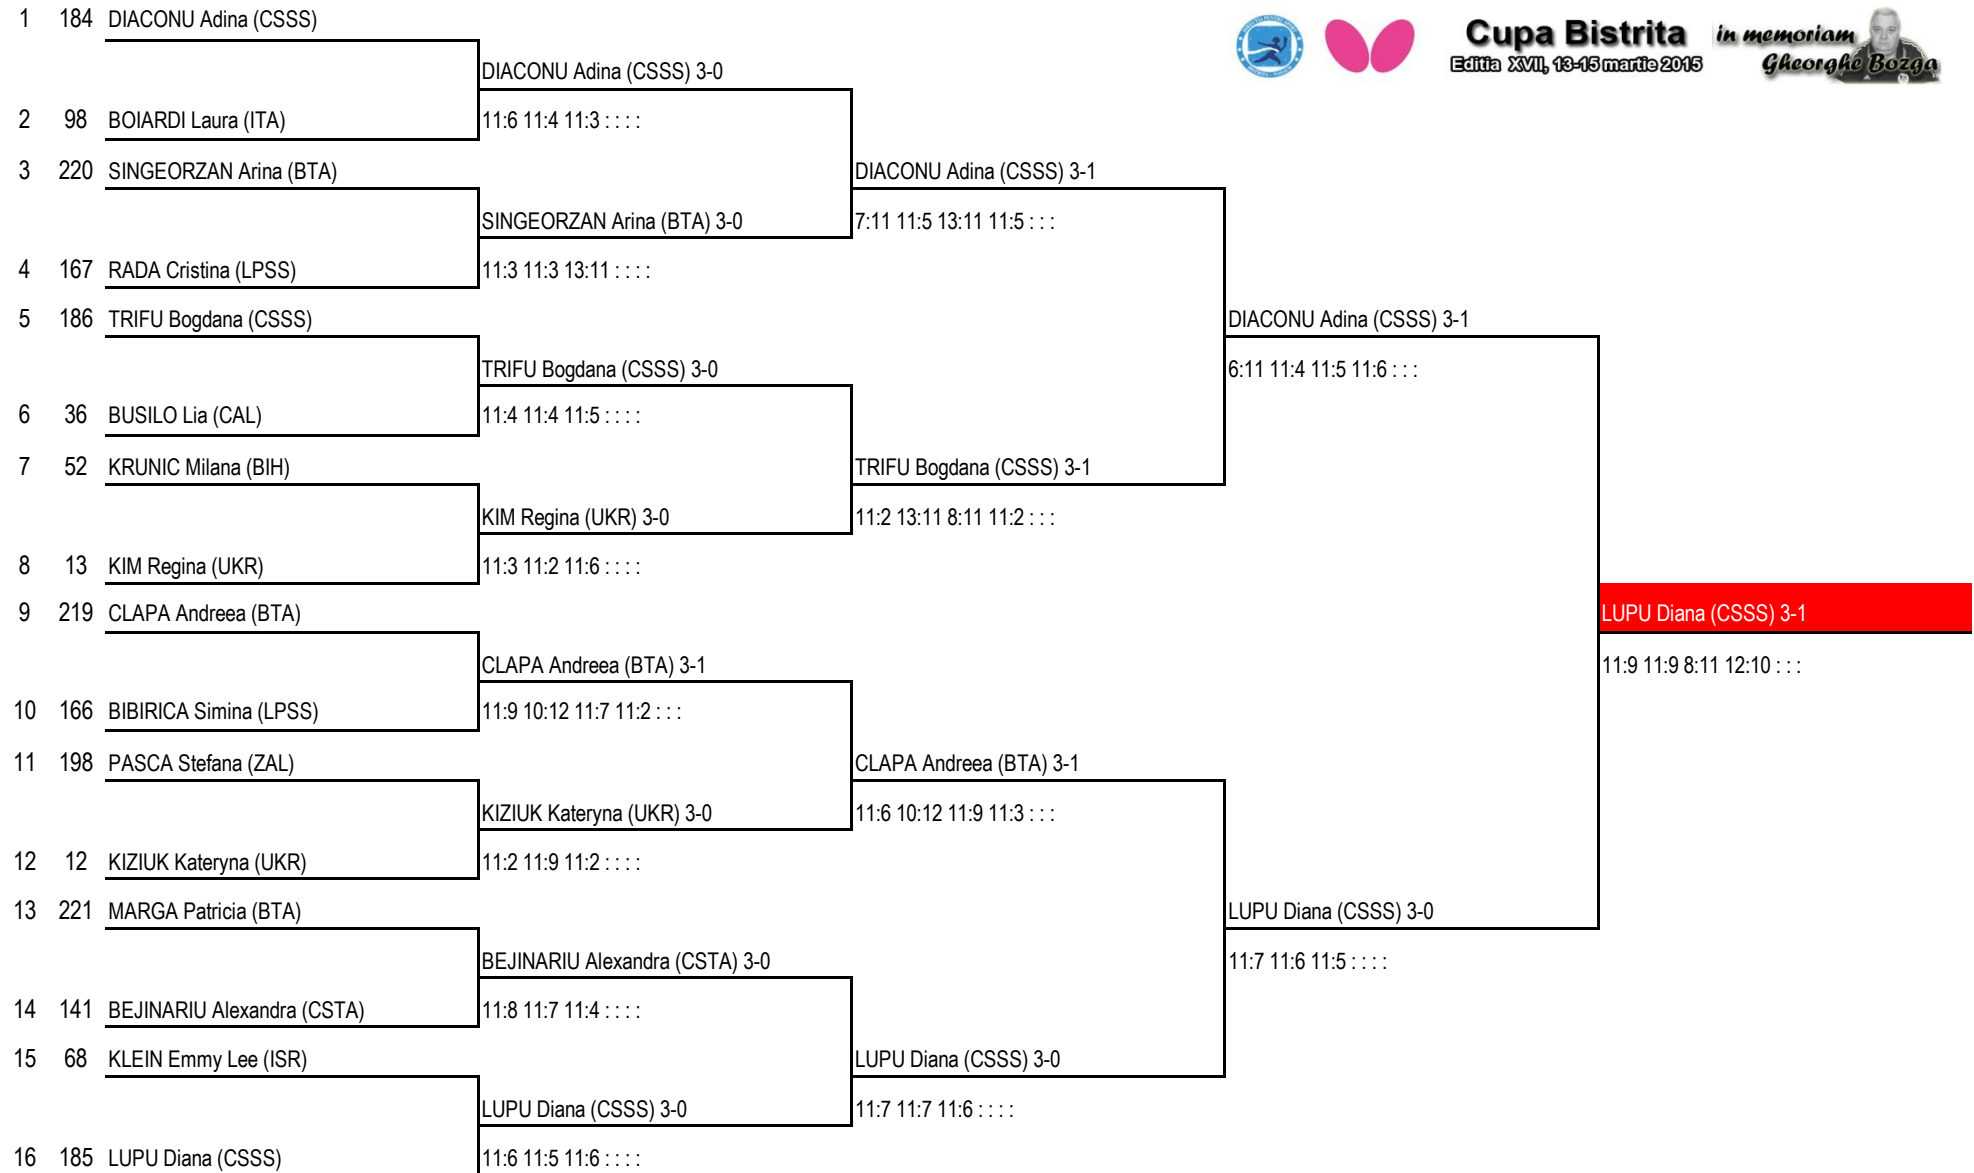 1 184 DIACONU Adina (CSSS)
Cupa Bistrita
Editia XVII, 13-15 martie 2015
in memoriam
Gheorghe Bozga
DIACONU Adina (CSSS) 3-0
2 98 BOIARDI Laura (ITA) 11:6 11:4 11:3 : : : :
3 220 SINGEORZAN Arina (BTA) DIACONU Adina (CSSS) 3-1
SINGEORZAN Arina (BTA) 3-0 7:11 11:5 13:11 11:5 : : :
4 167 RADA Cristina (LPSS) 11:3 11:3 13:11 : : : :
5 186 TRIFU Bogdana (CSSS) DIACONU Adina (CSSS) 3-1
TRIFU Bogdana (CSSS) 3-0 6:11 11:4 11:5 11:6 : : :
6 36 BUSILO Lia (CAL) 11:4 11:4 11:5 : : : :
7 52 KRUNIC Milana (BIH) TRIFU Bogdana (CSSS) 3-1
KIM Regina (UKR) 3-0 11:2 13:11 8:11 11:2 : : :
8 13 KIM Regina (UKR) 11:3 11:2 11:6 : : : :
9 219 CLAPA Andreea (BTA) LUPU Diana (CSSS) 3-1
CLAPA Andreea (BTA) 3-1 11:9 11:9 8:11 12:10 : : :
10 166 BIBIRICA Simina (LPSS) 11:9 10:12 11:7 11:2 : : :
11 198 PASCA Stefana (ZAL) CLAPA Andreea (BTA) 3-1
KIZIUK Kateryna (UKR) 3-0 11:6 10:12 11:9 11:3 : : :
12 12 KIZIUK Kateryna (UKR) 11:2 11:9 11:2 : : : :
13 221 MARGA Patricia (BTA) LUPU Diana (CSSS) 3-0
BEJINARIU Alexandra (CSTA) 3-0 11:7 11:6 11:5 : : : :
14 141 BEJINARIU Alexandra (CSTA) 11:8 11:7 11:4 : : : :
15 68 KLEIN Emmy Lee (ISR) LUPU Diana (CSSS) 3-0
LUPU Diana (CSSS) 3-0 11:7 11:7 11:6 : : : :
16 185 LUPU Diana (CSSS) 11:6 11:5 11:6 : : : :